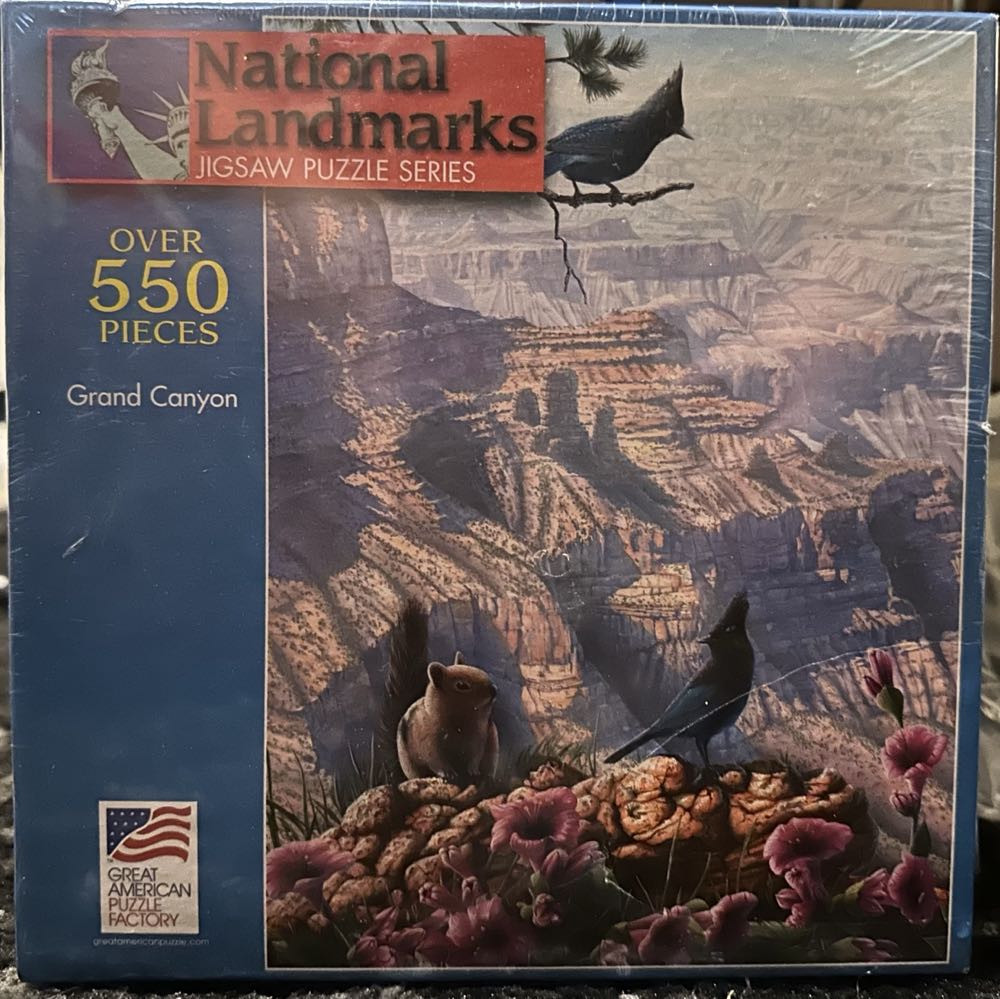 National
Landmarks
JIGSAW PUZZLE SERIES
OVER
550
PIECES
Grand Canyon
GREAT
AMERICAN
PUZZLE
FACTORY
greatamericanpuzzle.com